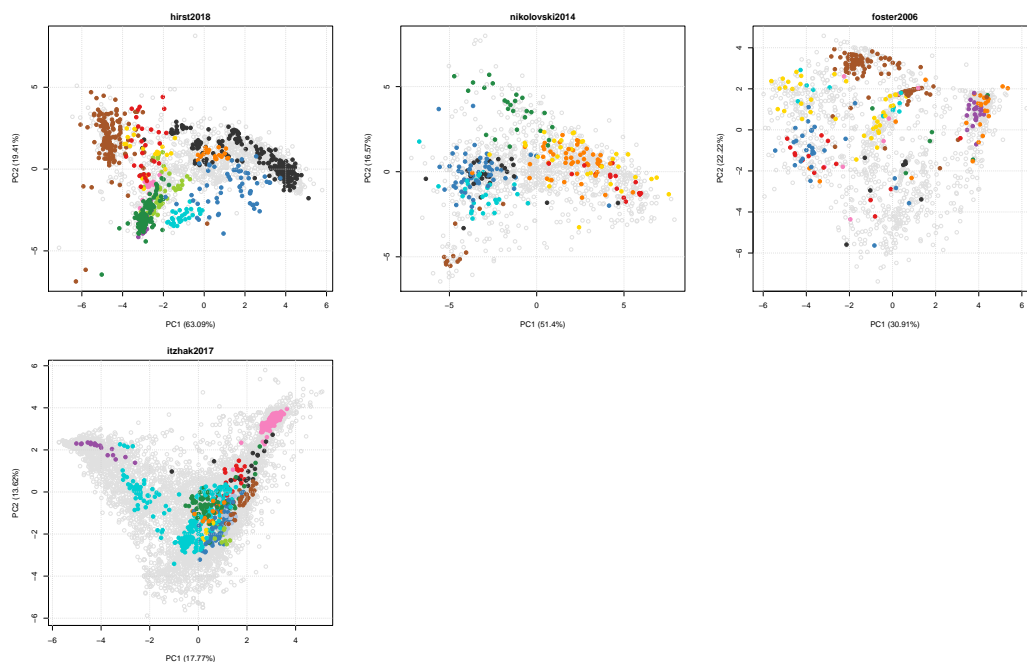 hirst2018
5
0
−5
−6 −4 −2 0 2 4 6
PC2 (19.41%)
PC1 (63.09%)
nikolovski2014
5
0
−5
−5 0 5
PC2 (16.57%)
PC1 (51.4%)
foster2006
4
2
0
−2
−4
−6
−6 −4 −2 0 2 4 6
PC2 (22.22%)
PC1 (30.91%)
itzhak2017
6
4
2
0
−2
−4
−6
−6 −4 −2 0 2 4
PC2 (13.62%)
PC1 (17.77%)